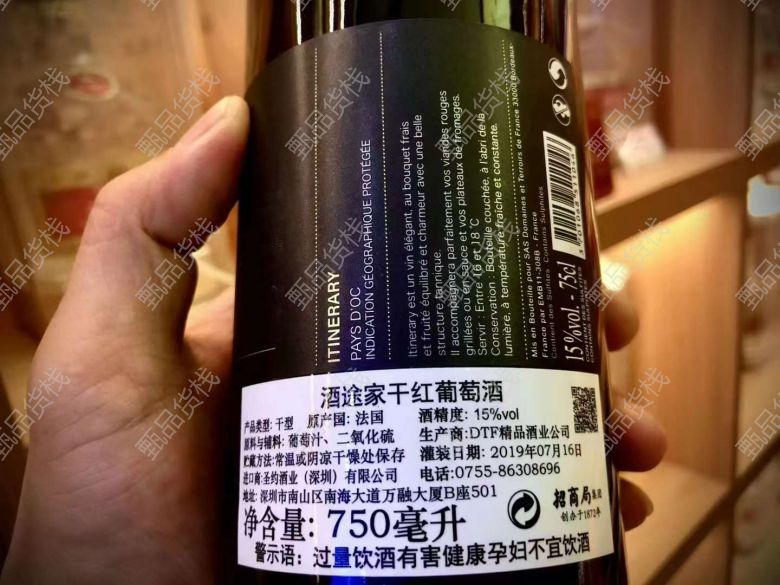 ITINERARY
PAYS D'OC
INDICATION GÉOGRAPHIQUE PROTÉGÉE
Itinerary est un vin élégant, au bouquet frais
et fruité équilibré et charmeur avec une belle
structure tannique.
Il accompagnera parfaitement vos viandes rouges
grillées ou en sauce et vos plateaux de fromages.
Servir : Entre 16 et 18°C
Conservation : Bouteille couchée, à l'abri de la
lumière, à température fraîche et constante.
Mis en Bouteille pour SAS Domaines et Terroirs de France 33000 Bordeaux-
France par EMB11-308B - France
Contient des Sulfites Contains Sulphites
15%vol. - 75cl
酒途家干红葡萄酒
产品类型: 干型 原产国: 法国 酒精度: 15%vol
原料与辅料: 葡萄汁、二氧化硫 生产商: DTF精品酒业公司
贮藏方法: 常温或阴凉干燥处保存 灌装日期: 2019年07月16日
进口商: 圣约酒业(深圳)有限公司 电话:0755-86308696
地址: 深圳市南山区南海大道万融大厦B座501
招商局集团
创办于1872年
净含量: 750毫升
警示语: 过量饮酒有害健康孕妇不宜饮酒
甄品货栈